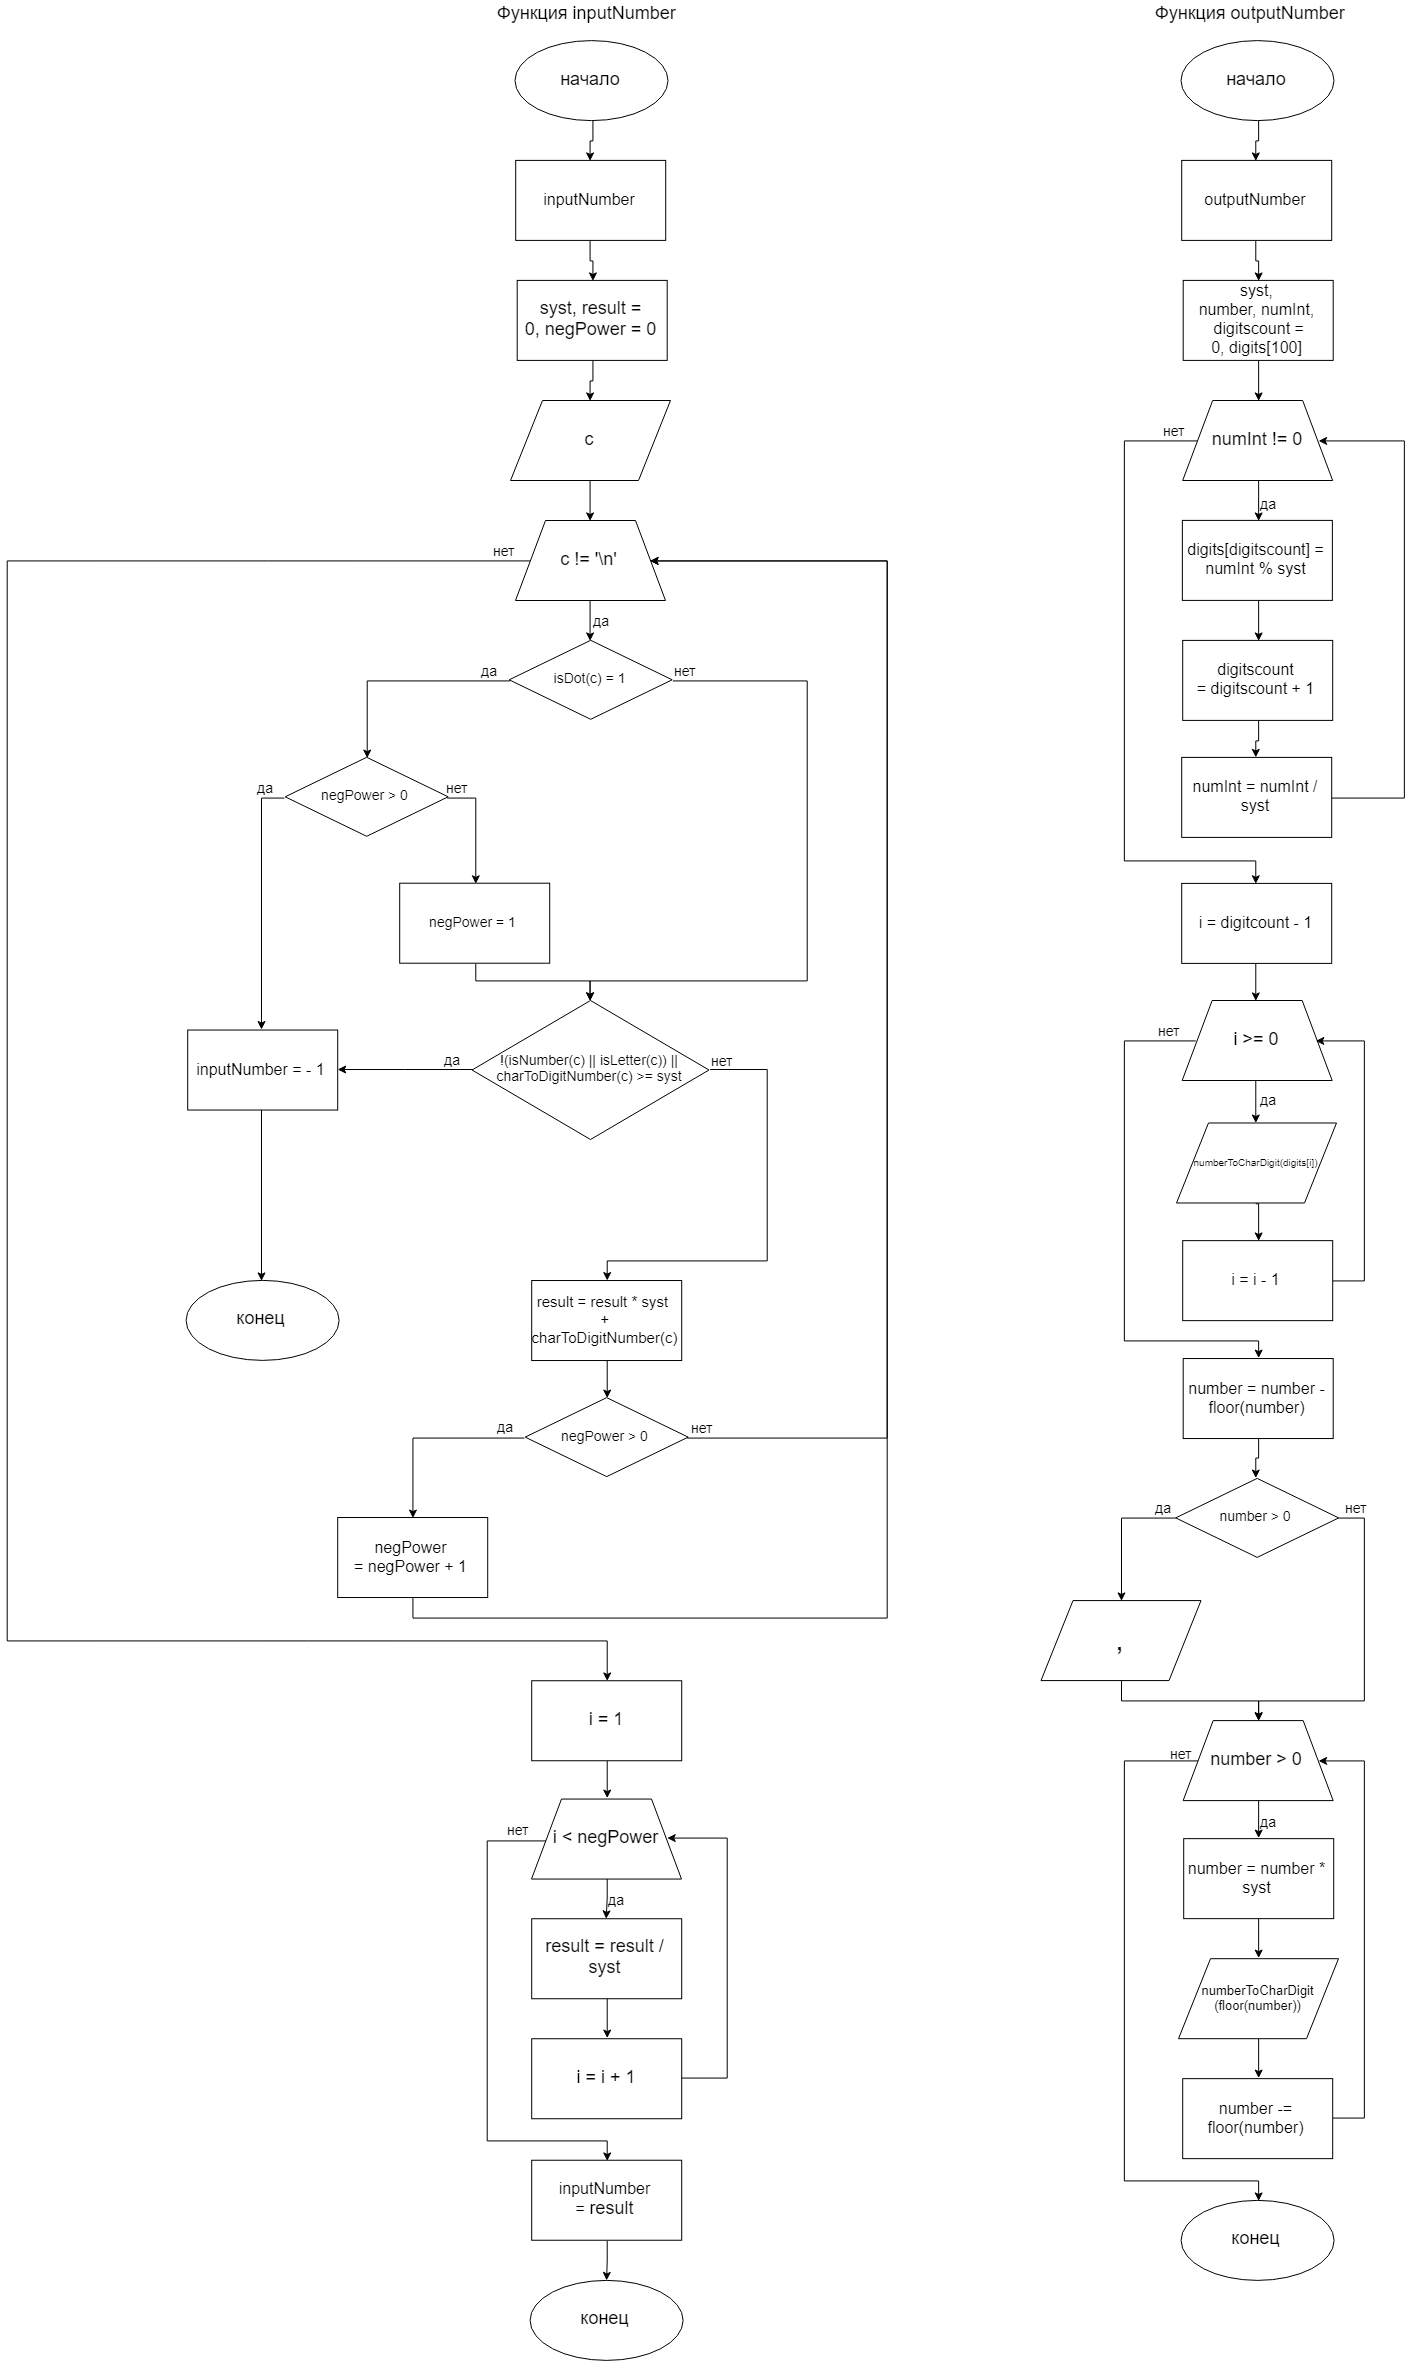 Функция inputNumber
начало
inputNumber
syst, result =
0, negPower = 0
c
c != '\n'
нет
да
isDot(c) = 1
да
нет
negPower > 0
да
нет
negPower = 1
!(isNumber(c) || isLetter(c)) ||
charToDigitNumber(c) >= syst
да
нет
inputNumber = - 1
конец
result = result * syst
+
charToDigitNumber(c)
negPower > 0
да
нет
negPower
= negPower + 1
i = 1
i < negPower
нет
да
result = result /
syst
i = i + 1
inputNumber
= result
конец
Функция outputNumber
начало
outputNumber
syst,
number, numInt,
digitscount =
0, digits[100]
numInt != 0
нет
да
digits[digitscount] =
numInt % syst
digitscount
= digitscount + 1
numInt = numInt /
syst
i = digitcount - 1
i >= 0
нет
да
numberToCharDigit(digits[i])
i = i - 1
number = number -
floor(number)
number > 0
да
нет
,
number > 0
нет
да
number = number *
syst
numberToCharDigit
(floor(number))
number -=
floor(number)
конец